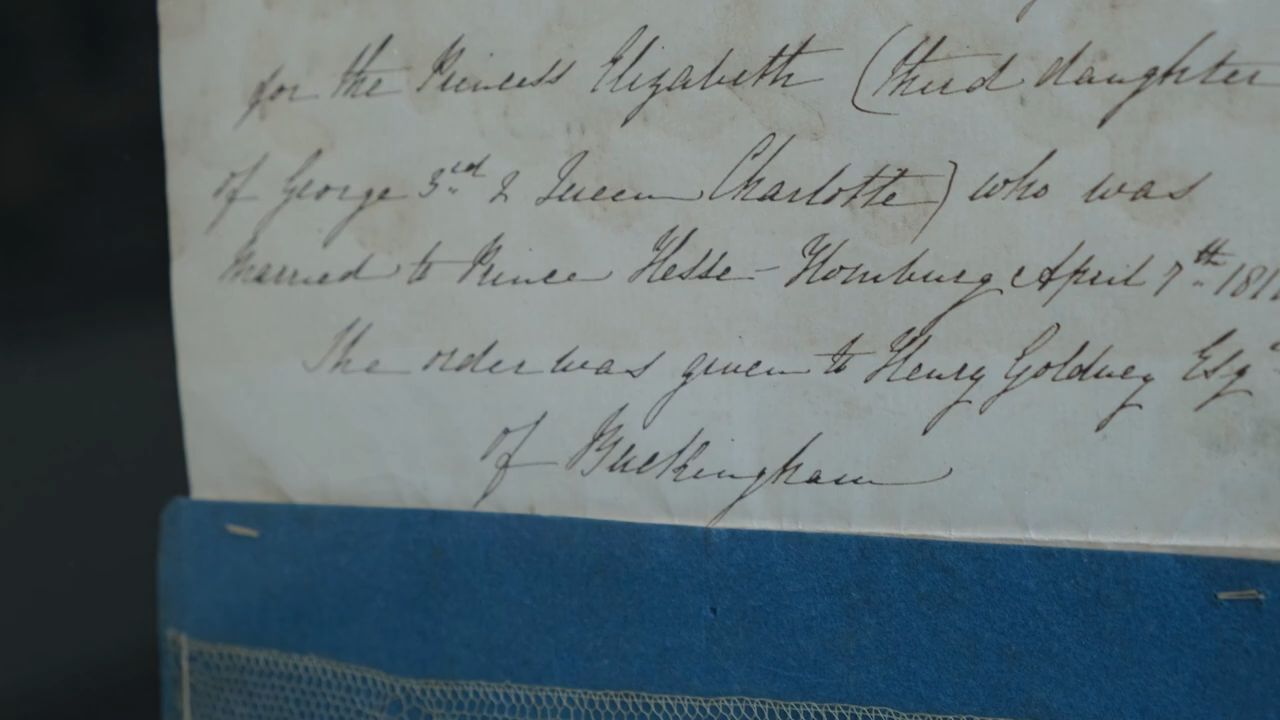 for the Princess Elizabeth (third daughter
of George 3rd & Queen Charlotte) who was
Married to Prince Hesse-Homburg April 7th
The order was given to Henry Goldney Esqr
of Buckingham